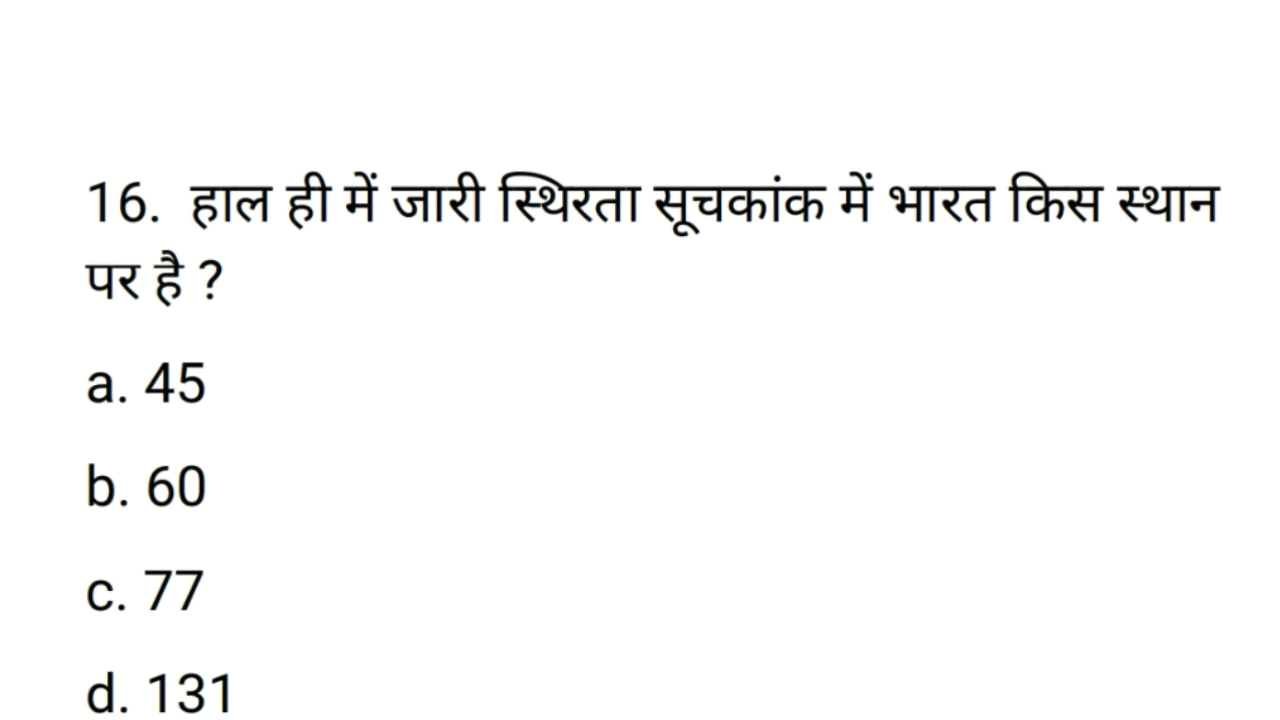 16. हाल ही में जारी स्थिरता सूचकांक में भारत किस स्थान
पर है ?
a. 45
b. 60
c. 77
d. 131